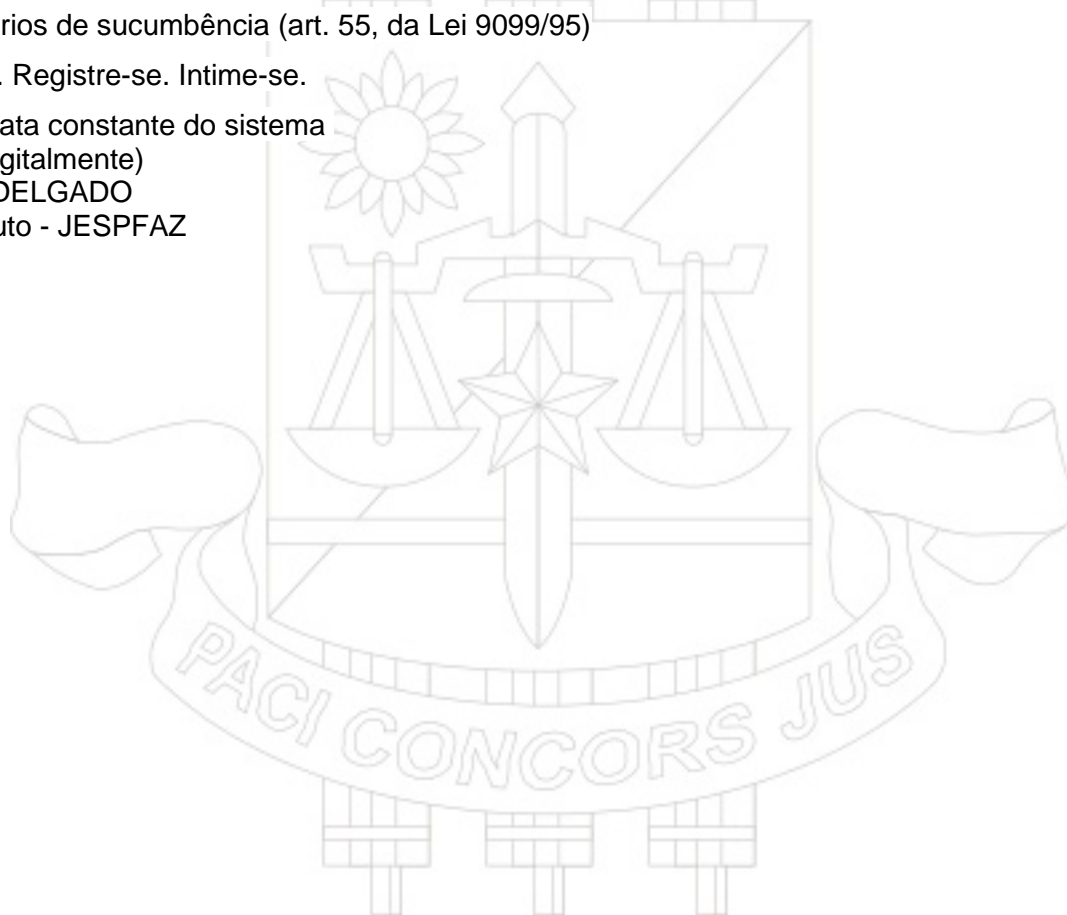 rios de sucumbência (art. 55, da Lei 9099/95)
. Registre-se. Intime-se.
ata constante do sistema
gitalmente)
DELGADO
uto - JESPFAZ
PACI CONCORS JUS